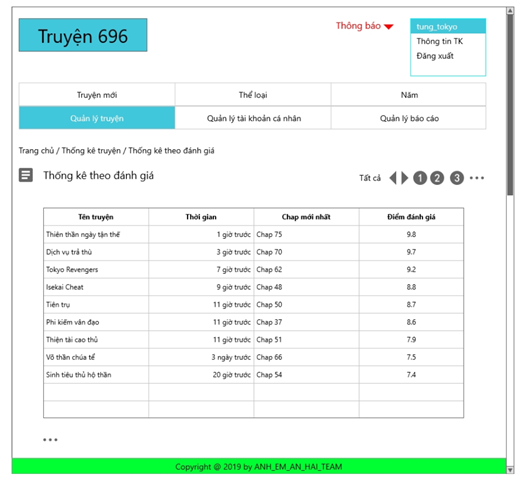 Truyện 696
Thông báo
tung_tokyo
Thông tin TK
Đăng xuất
Truyện mới Thể loại Năm
Quản lý truyện Quản lý tài khoản cá nhân Quản lý báo cáo
Trang chủ / Thống kê truyện / Thống kê theo đánh giá
Thống kê theo đánh giá Tất cả 1 2 3 •••
Tên truyện Thời gian Chap mới nhất Điểm đánh giá
Thiên thần ngày tận thế 1 giờ trước Chap 75 9.8
Dịch vụ trả thù 3 giờ trước Chap 70 9.7
Tokyo Revengers 7 giờ trước Chap 62 9.2
Isekai Cheat 9 giờ trước Chap 48 8.8
Tiên trụ 11 giờ trước Chap 50 8.7
Phi kiếm vấn đạo 11 giờ trước Chap 37 8.6
Thiện tài cao thủ 11 giờ trước Chap 51 7.9
Võ thần chúa tể 3 ngày trước Chap 66 7.5
Sinh tiêu thủ hộ thần 20 giờ trước Chap 54 7.4
•••
Copyright @ 2019 by ANH_EM_AN_HAI_TEAM